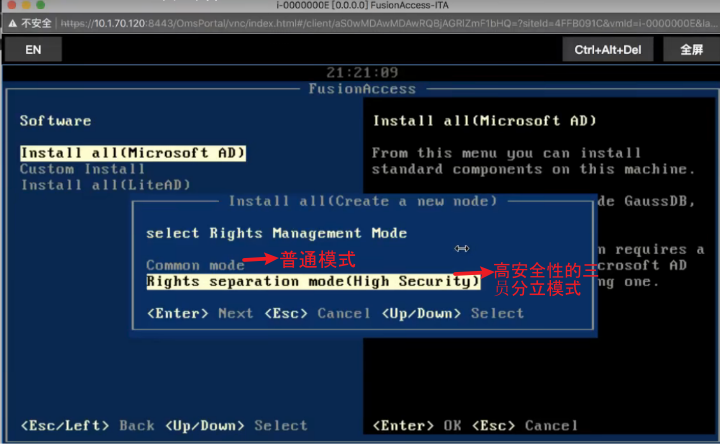 i-0000000E [0.0.0.0] FusionAccess-ITA
不安全 | https://10.1.70.120:8443/OmsPortal/vnc/index.html#/client/aS0wMDAwMDAwRQBjAGRlZmF1bHQ=?siteId=4FFB091C&vmId=i-0000000E&la...
EN
Ctrl+Alt+Del
全屏
21:21:09
FusionAccess
Software
Install all(Microsoft AD)
Custom Install
Install all(LiteAD)
Install all(Microsoft AD)
From this menu you can install
standard components on this machine.
de GaussDB,
n requires a
crosoft AD
ng one.
Install all(Create a new node)
select Rights Management Mode
Common mode
普通模式
Rights separation mode(High Security)
高安全性的三
员分立模式
<Enter> Next <Esc> Cancel <Up/Down> Select
<Esc/Left> Back <Up/Down> Select
<Enter> OK <Esc> Cancel